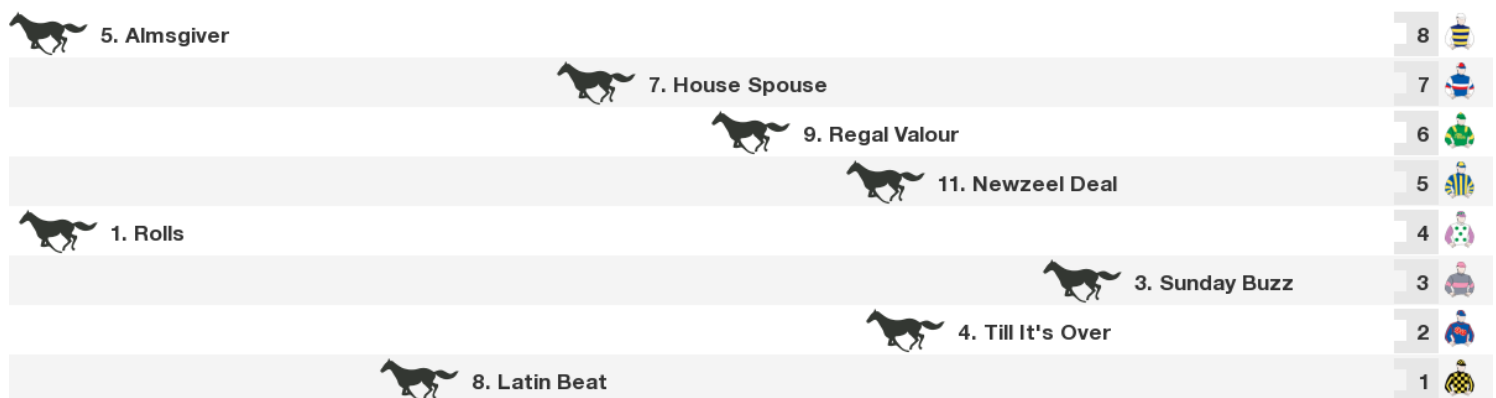 5. Almsgiver 8
7. House Spouse 7
9. Regal Valour 6
11. Newzeel Deal 5
1. Rolls 4
3. Sunday Buzz 3
4. Till It's Over 2
8. Latin Beat 1